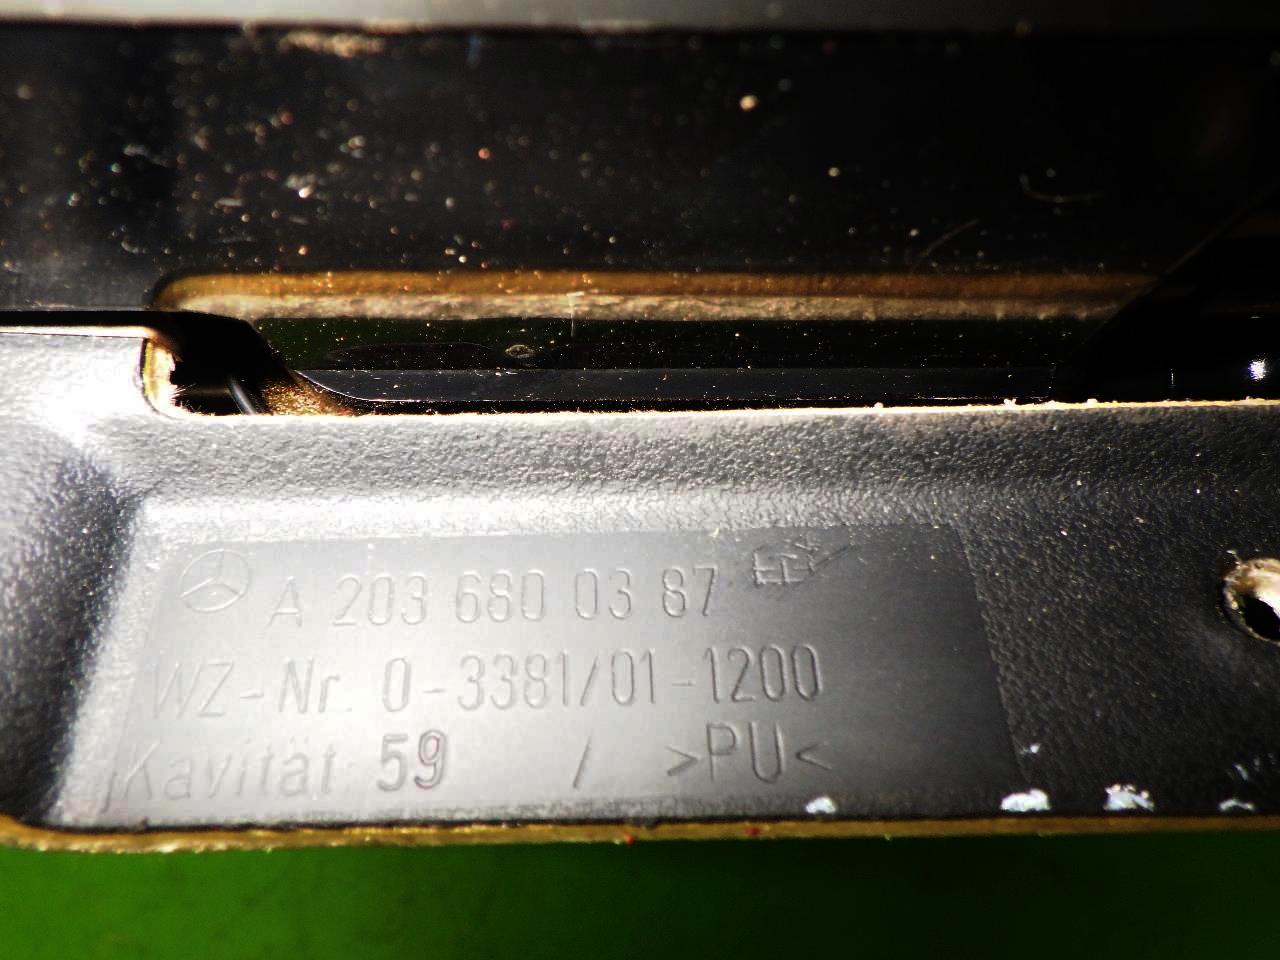 A 203 680 03 87
WZ-Nr. 0-3381/01-1200
Kavität: 59 / >PU<